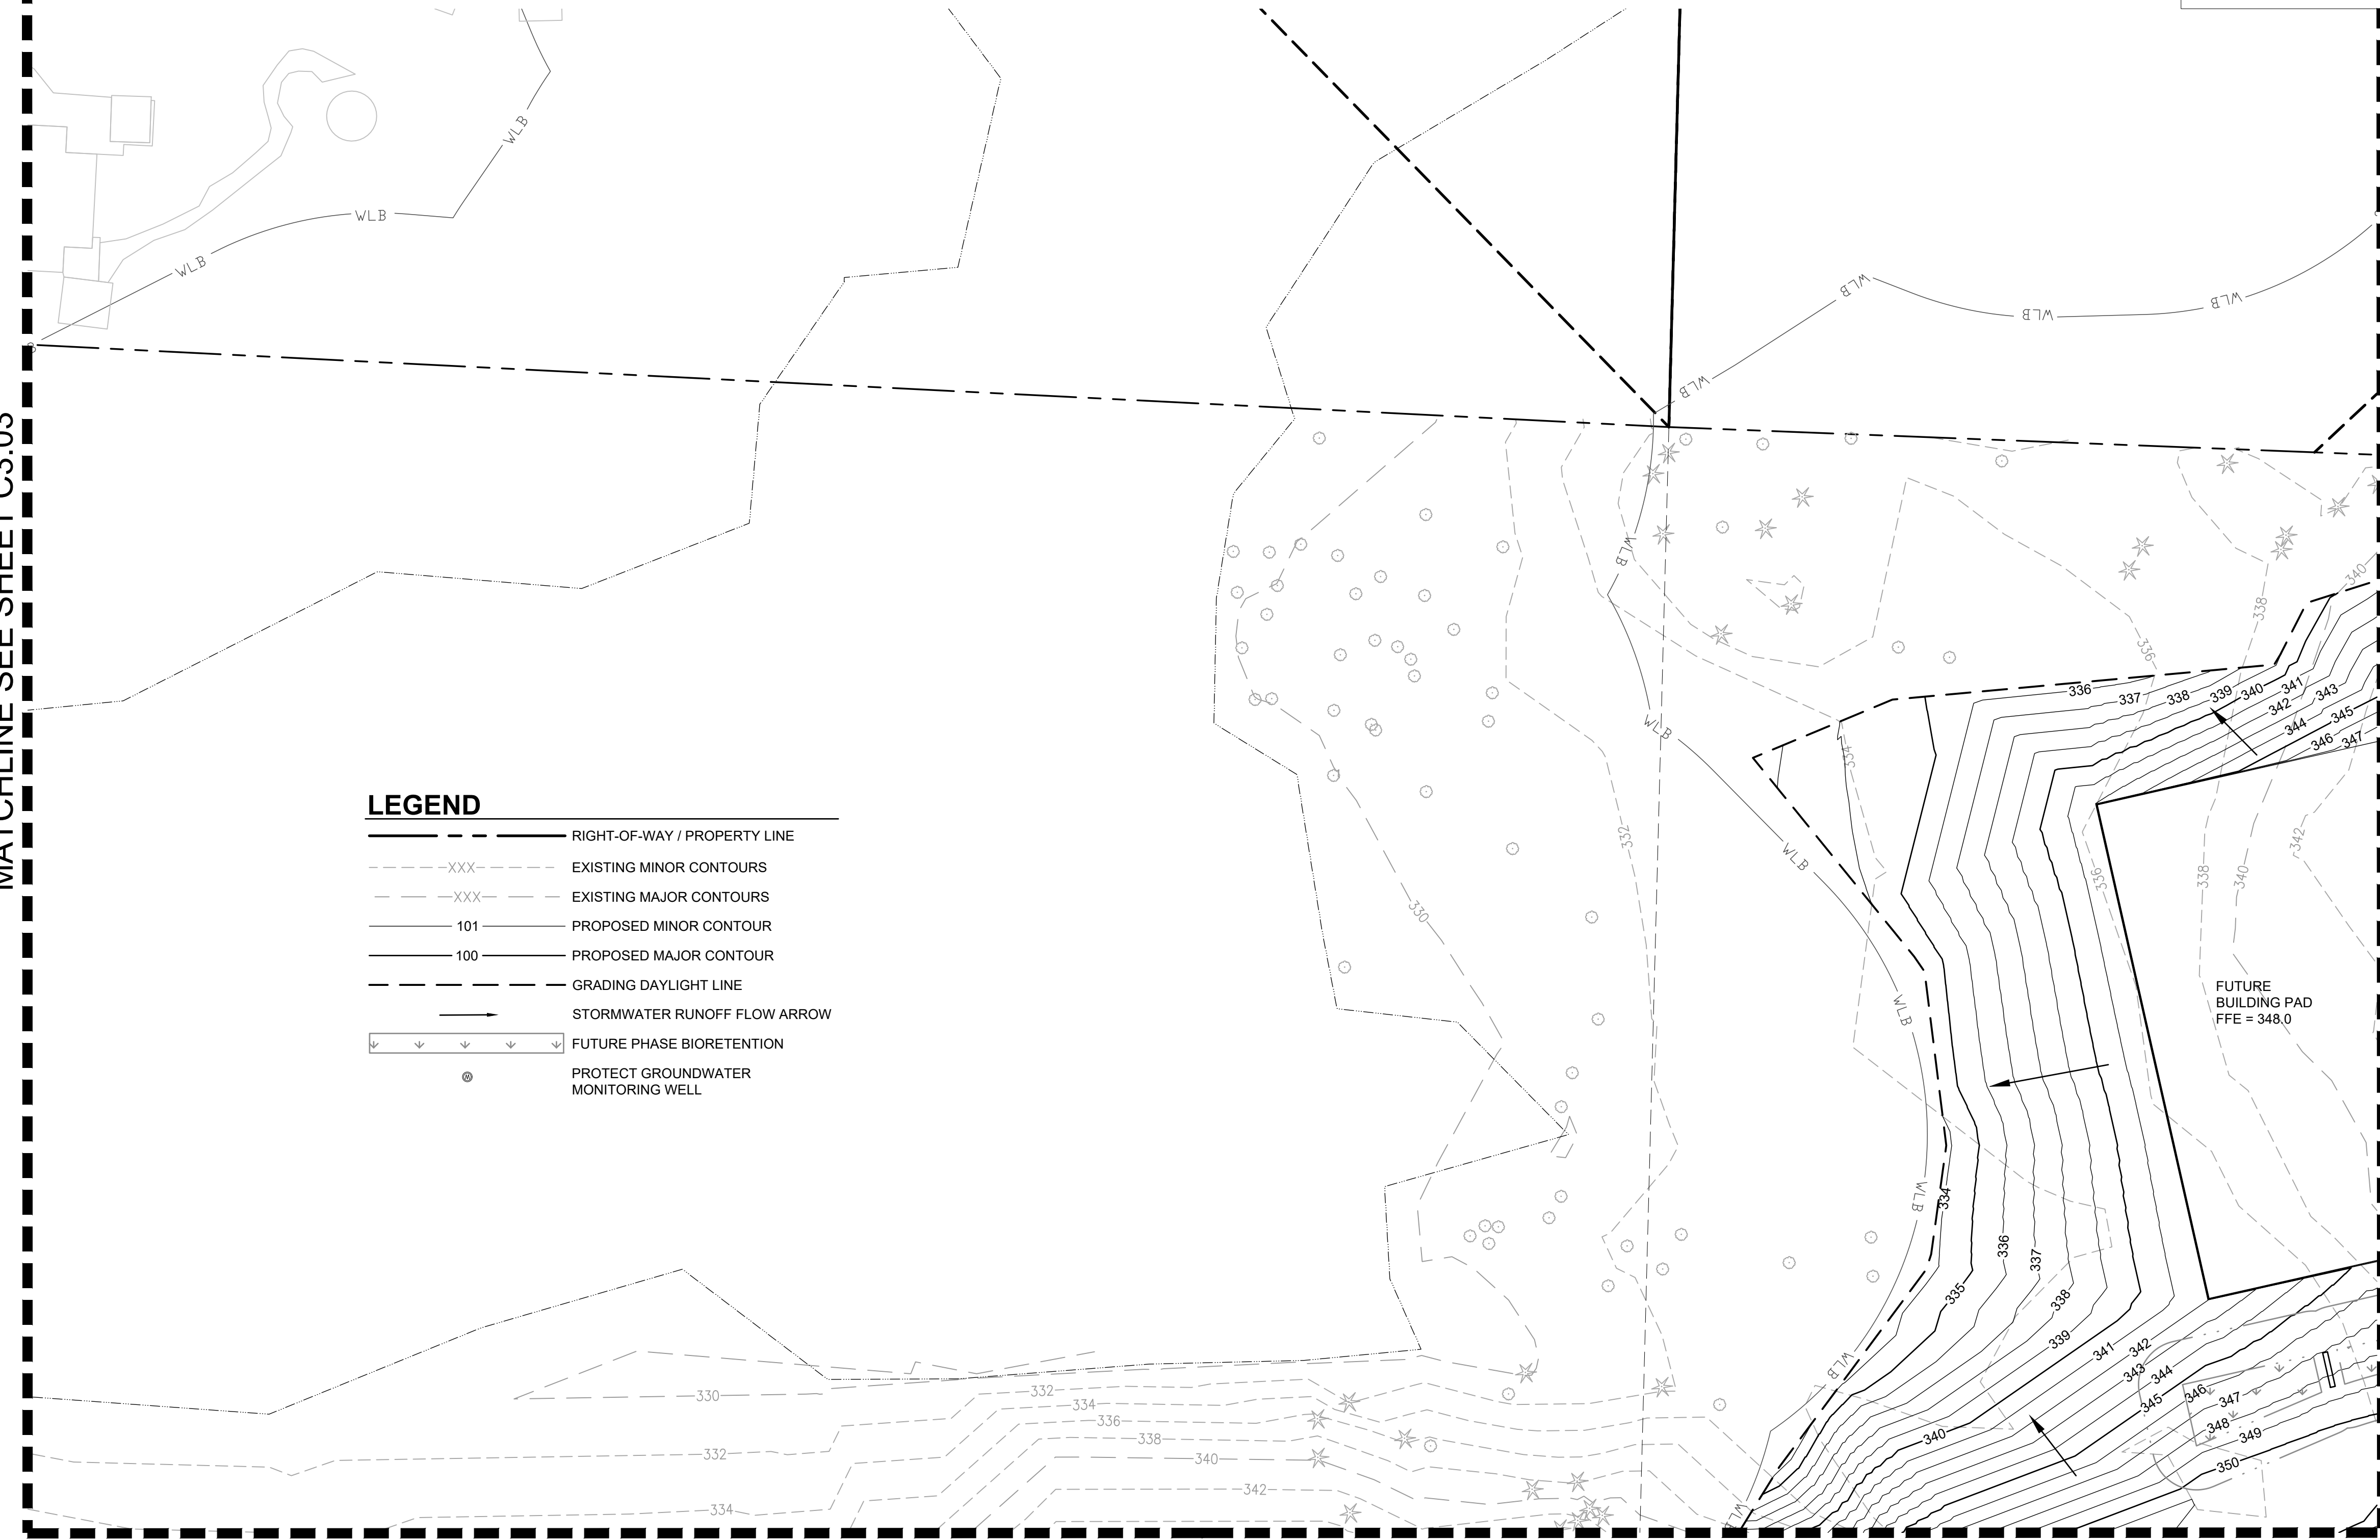 MATCHLINE SEE SHEET C3.03
WLB
WLB
WLB
WLB
WLB
WLB
WLB
WLB
WLB
WLB
WLB
WLB
WLB
340
338
336
336
337
338
339
340
341
342
343
344
345
346
347
334
332
330
336
338
340
342
LEGEND
RIGHT-OF-WAY / PROPERTY LINE
XXX
EXISTING MINOR CONTOURS
XXX
EXISTING MAJOR CONTOURS
101
PROPOSED MINOR CONTOUR
100
PROPOSED MAJOR CONTOUR
GRADING DAYLIGHT LINE
STORMWATER RUNOFF FLOW ARROW
FUTURE PHASE BIORETENTION
PROTECT GROUNDWATER
MONITORING WELL
FUTURE
BUILDING PAD
FFE = 348.0
334
335
336
337
338
339
340
341
342
343
344
345
346
347
348
349
350
330
332
334
332
334
336
338
340
342